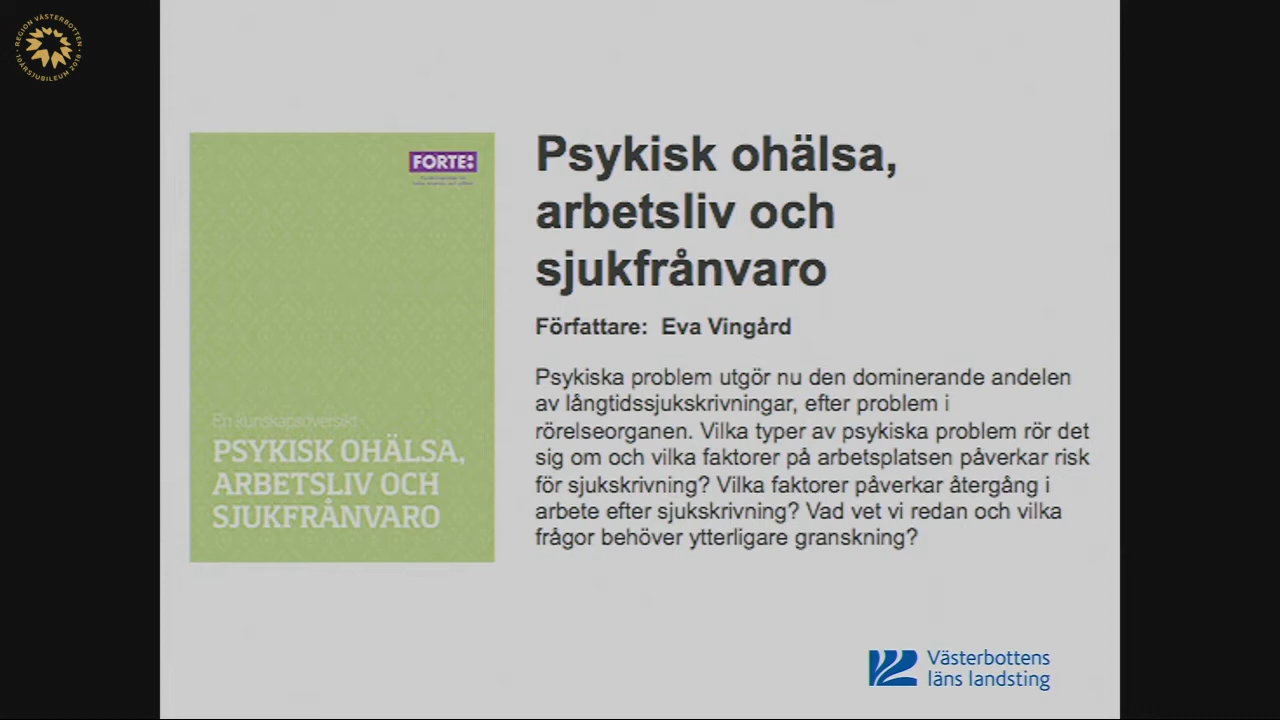 REGION VÄSTERBOTTEN
10 ÅRSJUBILEUM 2018
FORTE:
En kunskapsöversikt
PSYKISK OHÄLSA,
ARBETSLIV OCH
SJUKFRÅNVARO
Psykisk ohälsa,
arbetsliv och
sjukfrånvaro
Författare: Eva Vingård
Psykiska problem utgör nu den dominerande andelen
av långtidssjukskrivningar, efter problem i
rörelseorganen. Vilka typer av psykiska problem rör det
sig om och vilka faktorer på arbetsplatsen påverkar risk
för sjukskrivning? Vilka faktorer påverkar återgång i
arbete efter sjukskrivning? Vad vet vi redan och vilka
frågor behöver ytterligare granskning?
Västerbottens
läns landsting